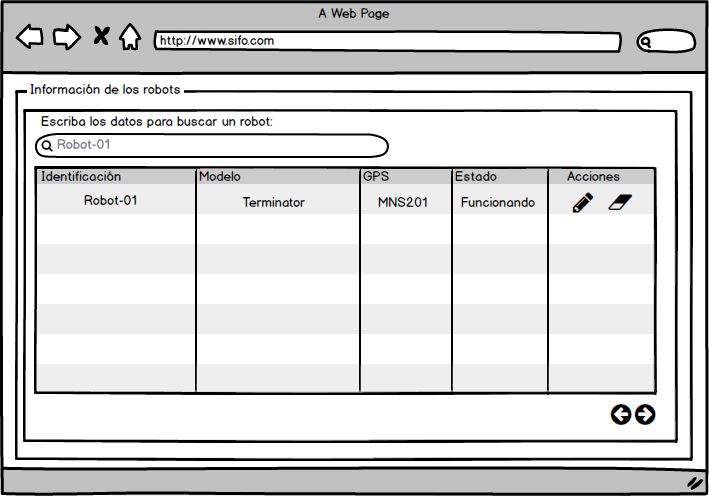 A Web Page
http://www.sifo.com
Información de los robots
Escriba los datos para buscar un robot:
Robot-01
Identificación Modelo GPS Estado Acciones
Robot-01 Terminator MNS201 Funcionando